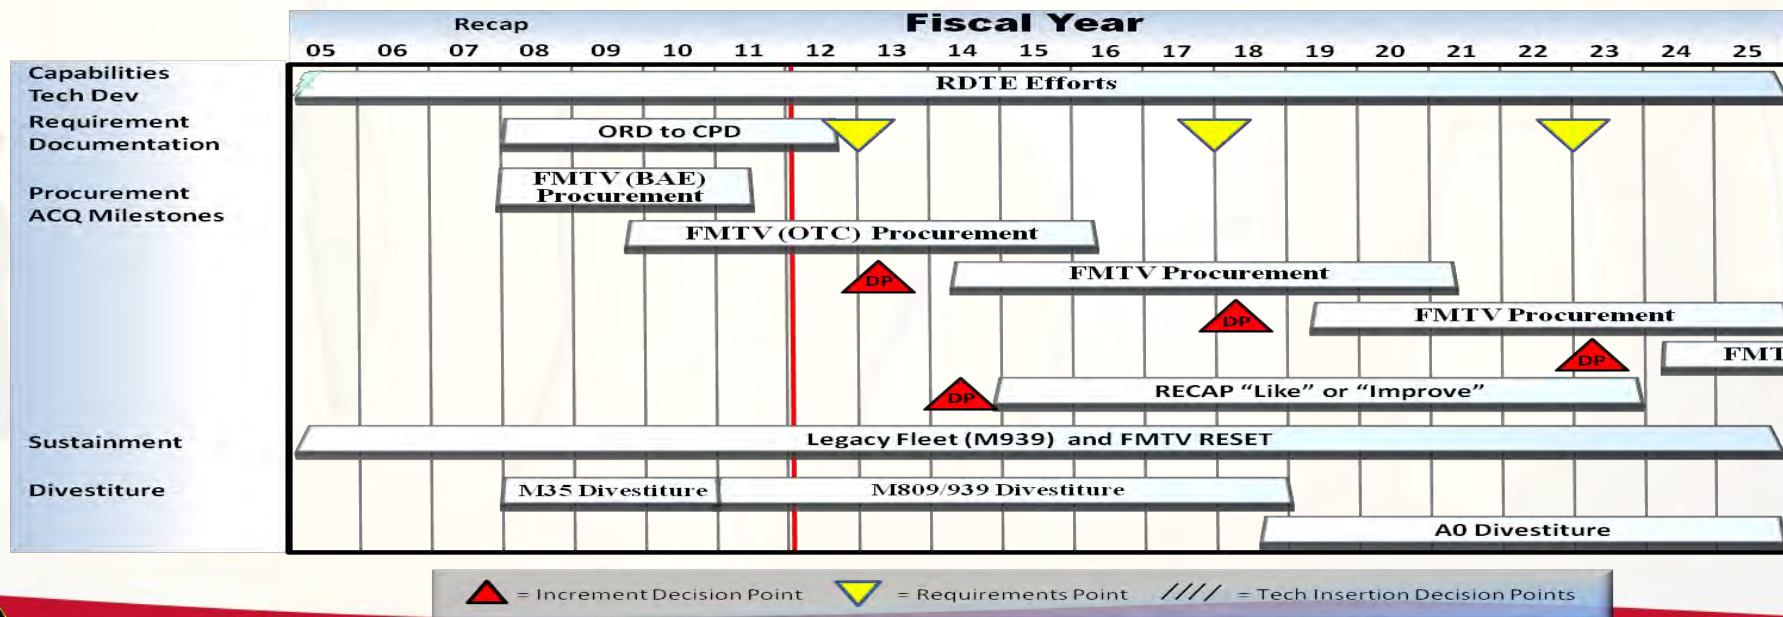 Recap
Fiscal Year
05 06 07 08 09 10 11 12 13 14 15 16 17 18 19 20 21 22 23 24 25
Capabilities
Tech Dev
RDTE Efforts
Requirement
Documentation
ORD to CPD
Procurement
ACQ Milestones
FMTV (BAE)
Procurement
FMTV (OTC) Procurement
DP
FMTV Procurement
DP
FMTV Procurement
DP
FMT
DP
RECAP “Like” or “Improve”
Sustainment
Legacy Fleet (M939) and FMTV RESET
Divestiture
M35 Divestiture
M809/939 Divestiture
A0 Divestiture
= Increment Decision Point
= Requirements Point
//// = Tech Insertion Decision Points